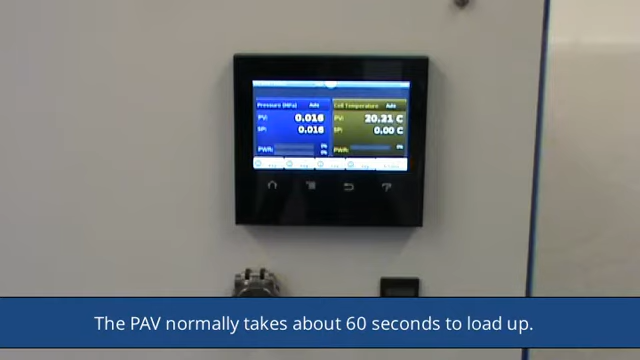 Pressure (MPa) Auto
PV: 0.016
SP: 0.016
PWR:
Cell Temperature Auto
PV: 20.21 C
SP: 0.00 C
PWR:
The PAV normally takes about 60 seconds to load up.